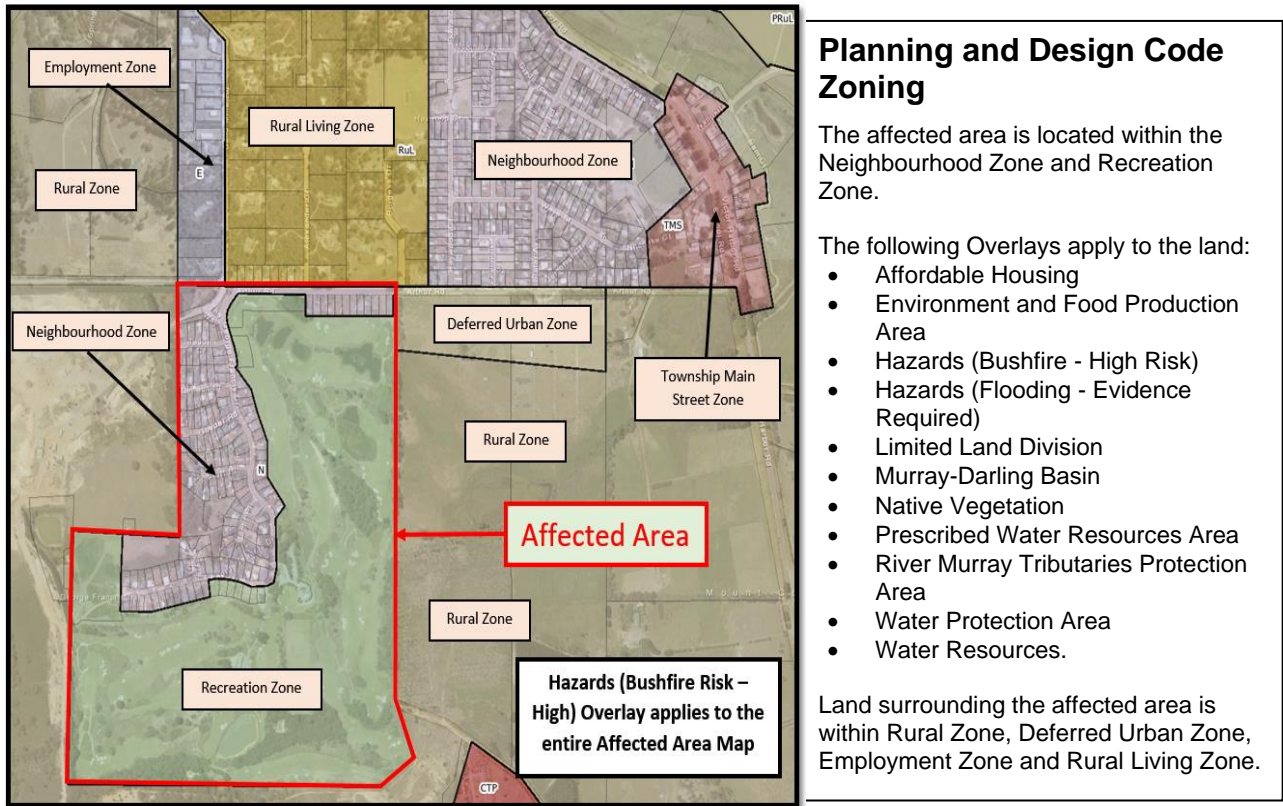 PRuL
Employment Zone
Rural Living Zone
RuL
Neighbourhood Zone
Rural Zone
E
TMS
Neighbourhood Zone
Deferred Urban Zone
Township Main
Street Zone
Rural Zone
N
Affected Area
Rural Zone
Recreation Zone
Hazards (Bushfire Risk –
High) Overlay applies to the
entire Affected Area Map
CTP
Planning and Design Code
Zoning
The affected area is located within the
Neighbourhood Zone and Recreation
Zone.
The following Overlays apply to the land:
• Affordable Housing
• Environment and Food Production
Area
• Hazards (Bushfire - High Risk)
• Hazards (Flooding - Evidence
Required)
• Limited Land Division
• Murray-Darling Basin
• Native Vegetation
• Prescribed Water Resources Area
• River Murray Tributaries Protection
Area
• Water Protection Area
• Water Resources.
Land surrounding the affected area is
within Rural Zone, Deferred Urban Zone,
Employment Zone and Rural Living Zone.